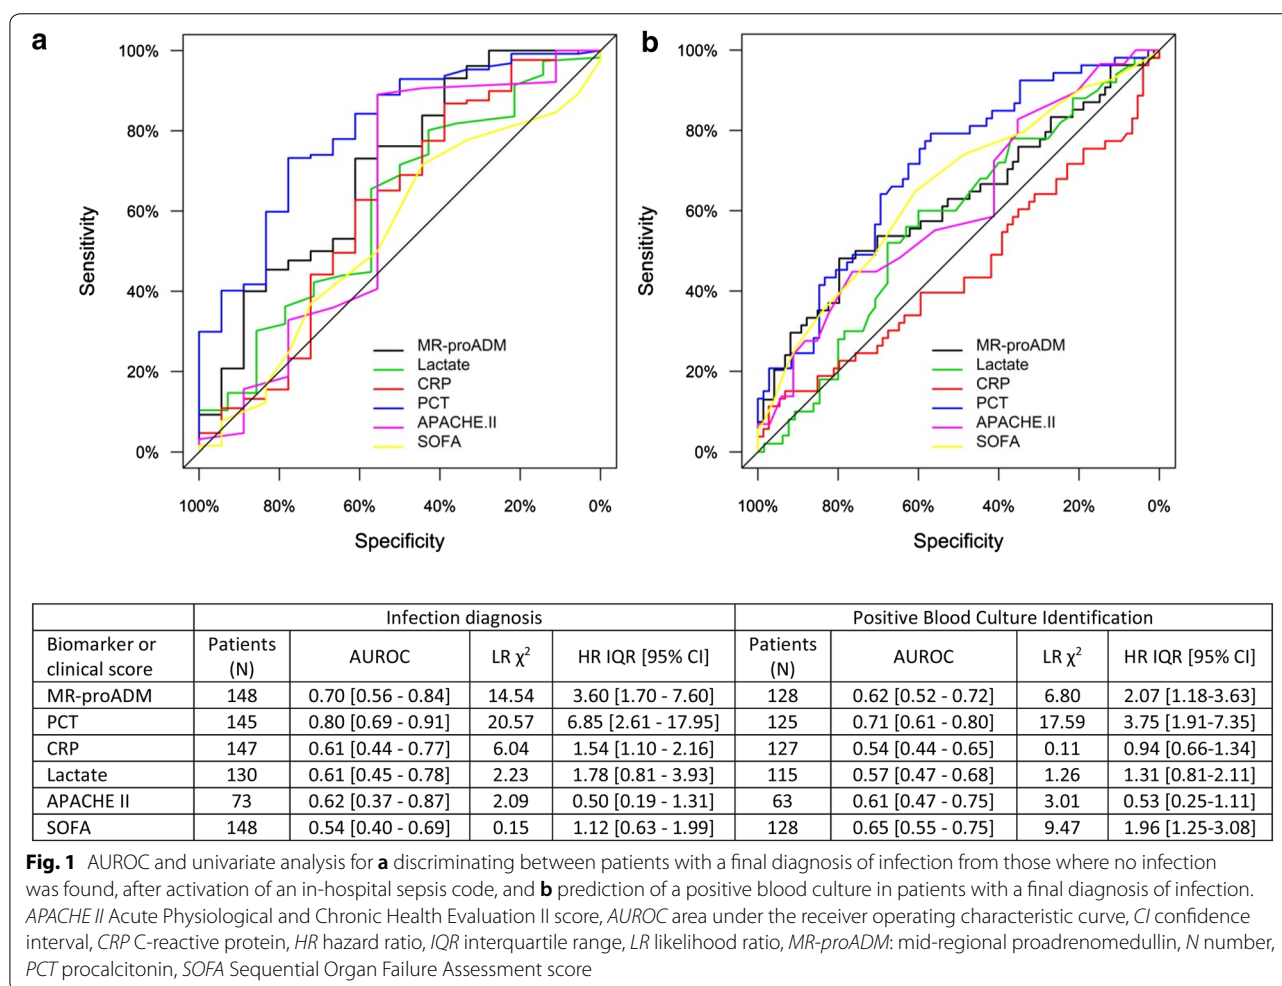 a
100%
80%
60%
40%
20%
0%
Sensitivity
MR-proADM
Lactate
CRP
PCT
APACHE.II
SOFA
100% 80% 60% 40% 20% 0%
Specificity
b
100%
80%
60%
40%
20%
0%
Sensitivity
MR-proADM
Lactate
CRP
PCT
APACHE.II
SOFA
100% 80% 60% 40% 20% 0%
Specificity
Infection diagnosis Positive Blood Culture Identification
Biomarker or clinical score Patients (N) AUROC LR χ² HR IQR [95% CI] Patients (N) AUROC LR χ² HR IQR [95% CI]
MR-proADM 148 0.70 [0.56 - 0.84] 14.54 3.60 [1.70 - 7.60] 128 0.62 [0.52 - 0.72] 6.80 2.07 [1.18-3.63]
PCT 145 0.80 [0.69 - 0.91] 20.57 6.85 [2.61 - 17.95] 125 0.71 [0.61 - 0.80] 17.59 3.75 [1.91-7.35]
CRP 147 0.61 [0.44 - 0.77] 6.04 1.54 [1.10 - 2.16] 127 0.54 [0.44 - 0.65] 0.11 0.94 [0.66-1.34]
Lactate 130 0.61 [0.45 - 0.78] 2.23 1.78 [0.81 - 3.93] 115 0.57 [0.47 - 0.68] 1.26 1.31 [0.81-2.11]
APACHE II 73 0.62 [0.37 - 0.87] 2.09 0.50 [0.19 - 1.31] 63 0.61 [0.47 - 0.75] 3.01 0.53 [0.25-1.11]
SOFA 148 0.54 [0.40 - 0.69] 0.15 1.12 [0.63 - 1.99] 128 0.65 [0.55 - 0.75] 9.47 1.96 [1.25-3.08]
Fig. 1 AUROC and univariate analysis for a discriminating between patients with a final diagnosis of infection from those where no infection
was found, after activation of an in-hospital sepsis code, and b prediction of a positive blood culture in patients with a final diagnosis of infection.
APACHE II Acute Physiological and Chronic Health Evaluation II score, AUROC area under the receiver operating characteristic curve, CI confidence
interval, CRP C-reactive protein, HR hazard ratio, IQR interquartile range, LR likelihood ratio, MR-proADM: mid-regional proadrenomedullin, N number,
PCT procalcitonin, SOFA Sequential Organ Failure Assessment score